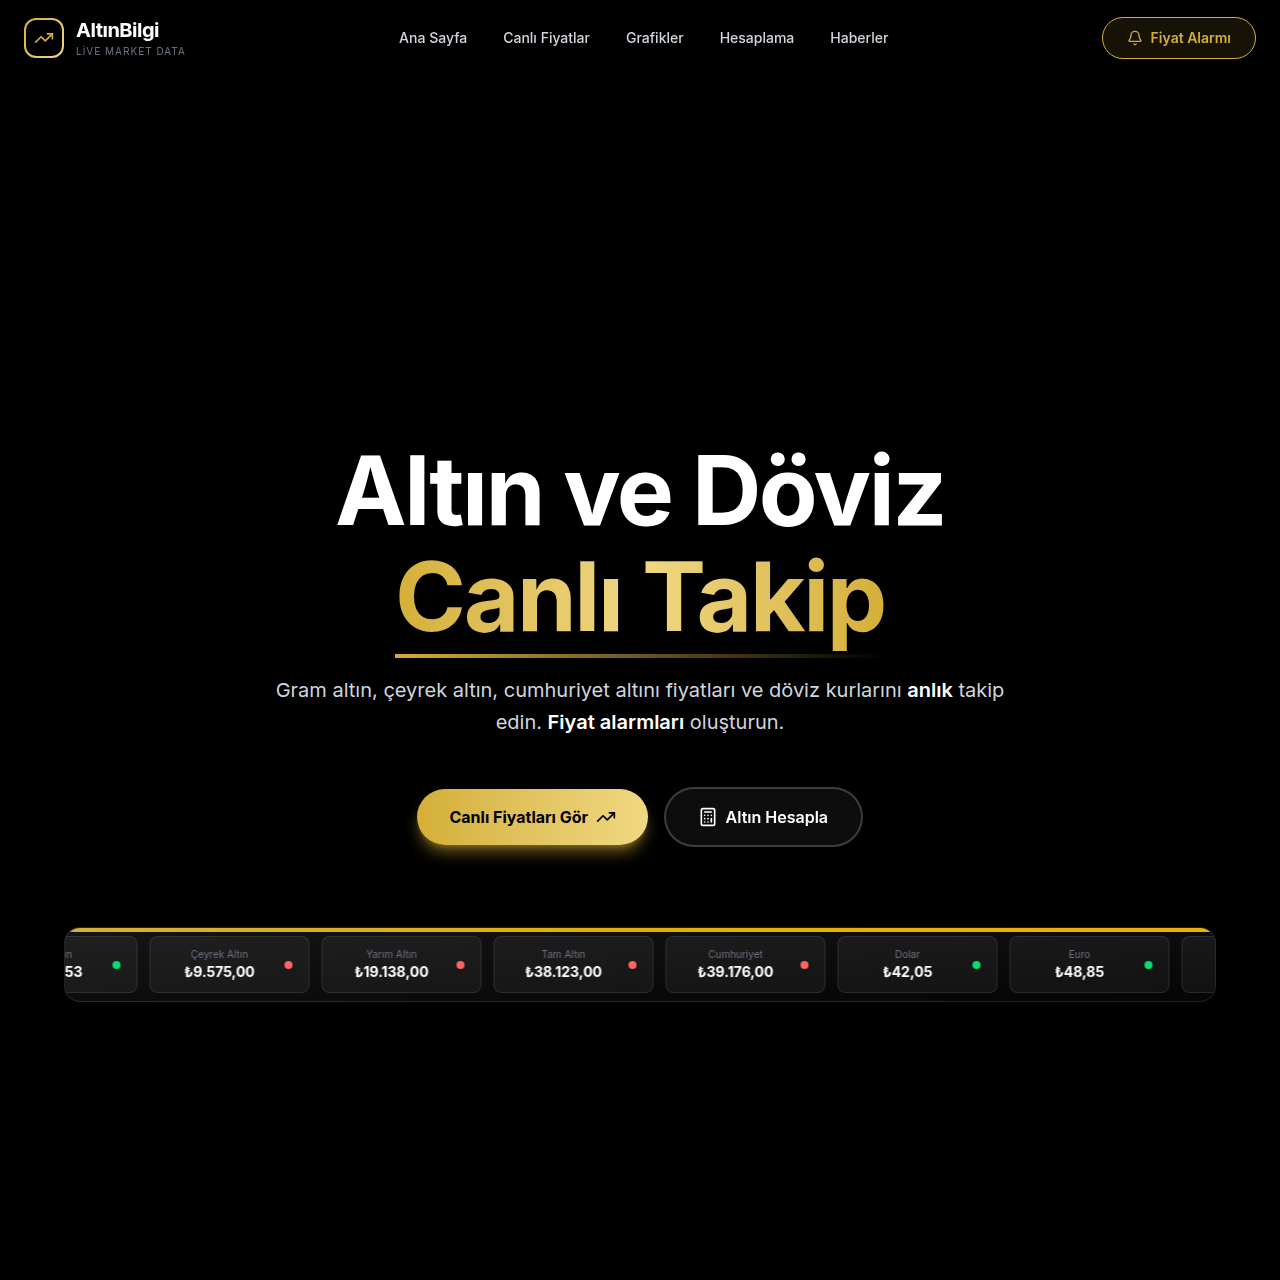 AltınBilgi
LİVE MARKET DATA
Ana Sayfa
Canlı Fiyatlar
Grafikler
Hesaplama
Haberler
Fiyat Alarmı
Altın ve Döviz
Canlı Takip
Gram altın, çeyrek altın, cumhuriyet altını fiyatları ve döviz kurlarını anlık takip
edin. Fiyat alarmları oluşturun.
Canlı Fiyatları Gör
Altın Hesapla
53
Çeyrek Altın
₺9.575,00
Yarım Altın
₺19.138,00
Tam Altın
₺38.123,00
Cumhuriyet
₺39.176,00
Dolar
₺42,05
Euro
₺48,85